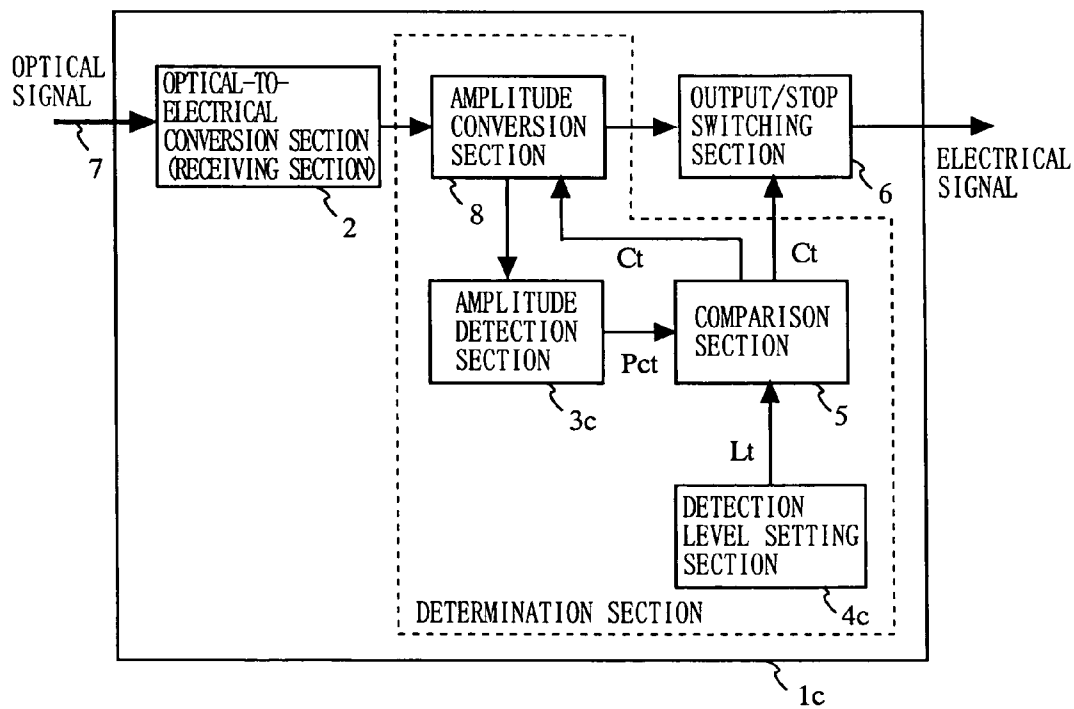 OPTICAL
SIGNAL
7
OPTICAL-TO-
ELECTRICAL
CONVERSION SECTION
(RECEIVING SECTION)
2
AMPLITUDE
CONVERSION
SECTION
8
OUTPUT/STOP
SWITCHING
SECTION
6
ELECTRICAL
SIGNAL
Ct
Ct
AMPLITUDE
DETECTION
SECTION
3c
Pct
COMPARISON
SECTION
5
Lt
DETECTION
LEVEL SETTING
SECTION
4c
DETERMINATION SECTION
1c